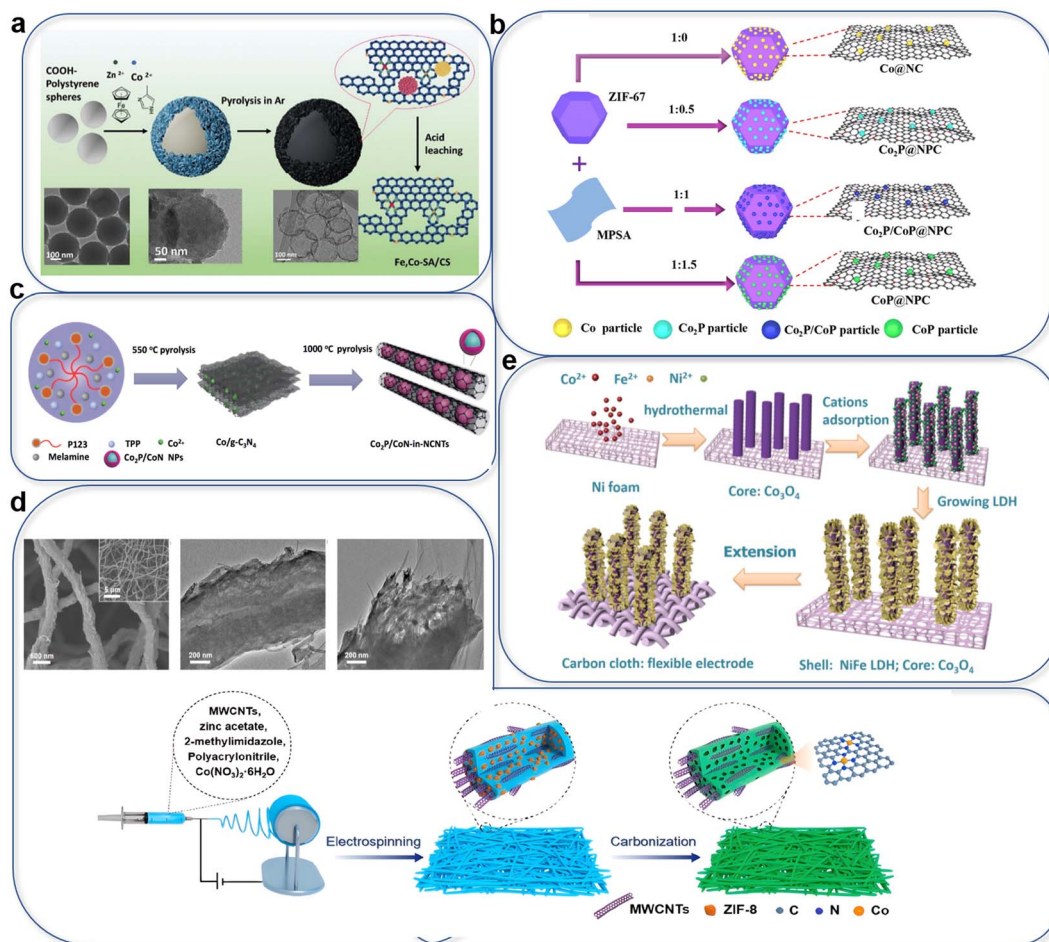 a
COOH-
Polystyrene
spheres
Zn 2+
Co 2+
Fe
Pyrolysis in Ar
Acid
leaching
100 nm
50 nm
100 nm
Fe,Co-SA/CS
b
ZIF-67
+
MPSA
1:0
1:0.5
1:1
1:1.5
Co@NC
Co₂P@NPC
Co₂P/CoP@NPC
CoP@NPC
Co particle
Co₂P particle
Co₂P/CoP particle
CoP particle
c
550 °C pyrolysis
1000 °C pyrolysis
Co/g-C₃N₄
Co₂P/CoN-in-NCNTs
P123
TPP
Co²⁺
Melamine
Co₂P/CoN NPs
d
5 μm
500 nm
200 nm
200 nm
MWCNTs,
zinc acetate,
2-methylimidazole,
Polyacrylonitrile,
Co(NO₃)₂·6H₂O
Electrospinning
Carbonization
MWCNTs
ZIF-8
C
N
Co
e
Co²⁺
Fe²⁺
Ni²⁺
hydrothermal
Cations
adsorption
Ni foam
Core: Co₃O₄
Growing LDH
Extension
Carbon cloth: flexible electrode
Shell: NiFe LDH; Core: Co₃O₄